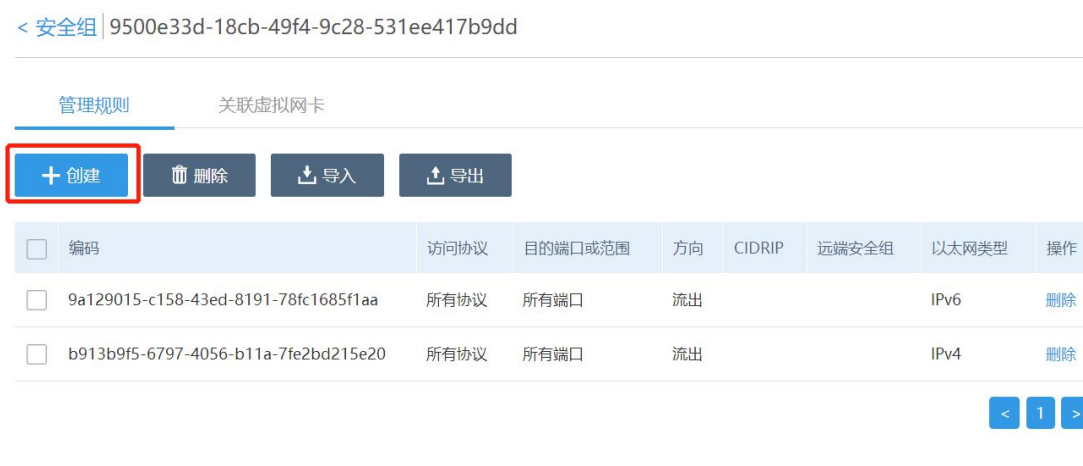 < 安全组 9500e33d-18cb-49f4-9c28-531ee417b9dd
管理规则 关联虚拟网卡
创建 删除 导入 导出
编码 访问协议 目的端口或范围 方向 CIDRIP 远端安全组 以太网类型 操作
9a129015-c158-43ed-8191-78fc1685f1aa 所有协议 所有端口 流出 IPv6 删除
b913b9f5-6797-4056-b11a-7fe2bd215e20 所有协议 所有端口 流出 IPv4 删除
< 1 >